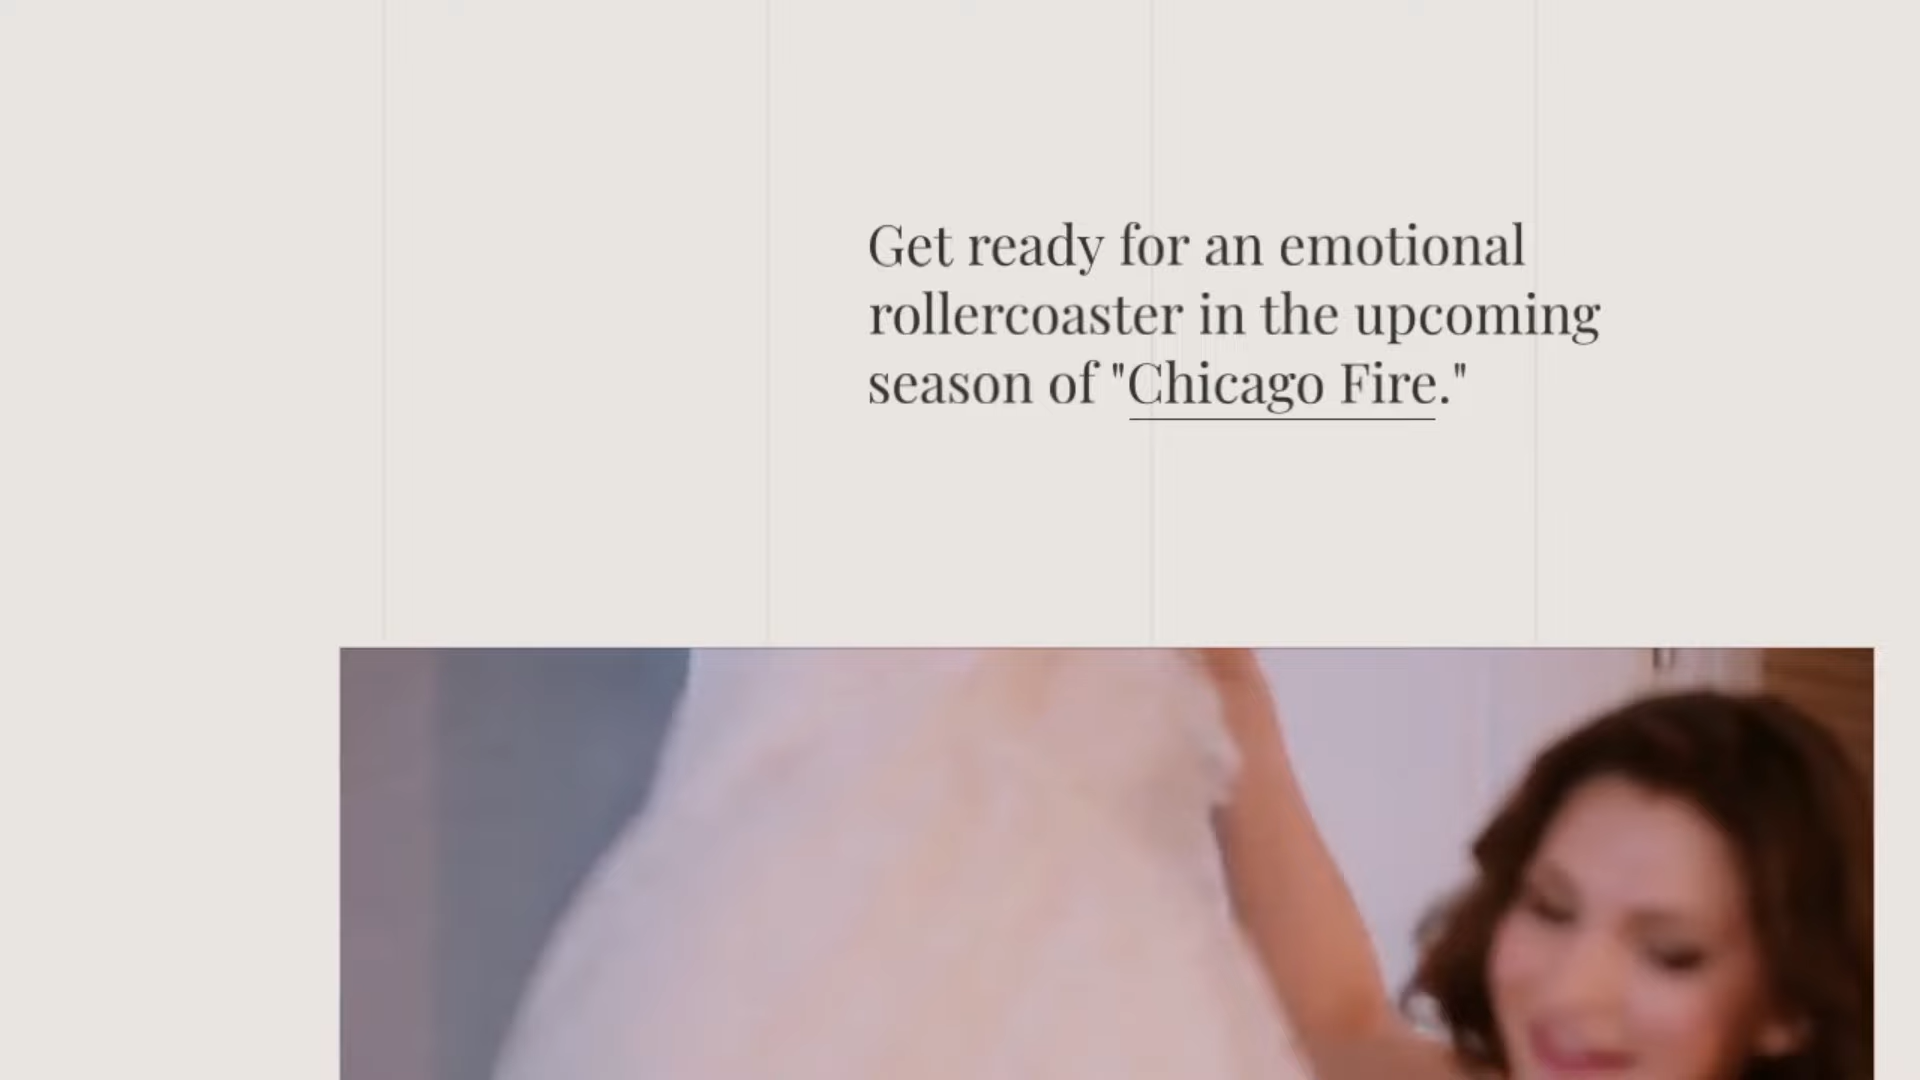 Get ready for an emotional
rollercoaster in the upcoming
season of "Chicago Fire."